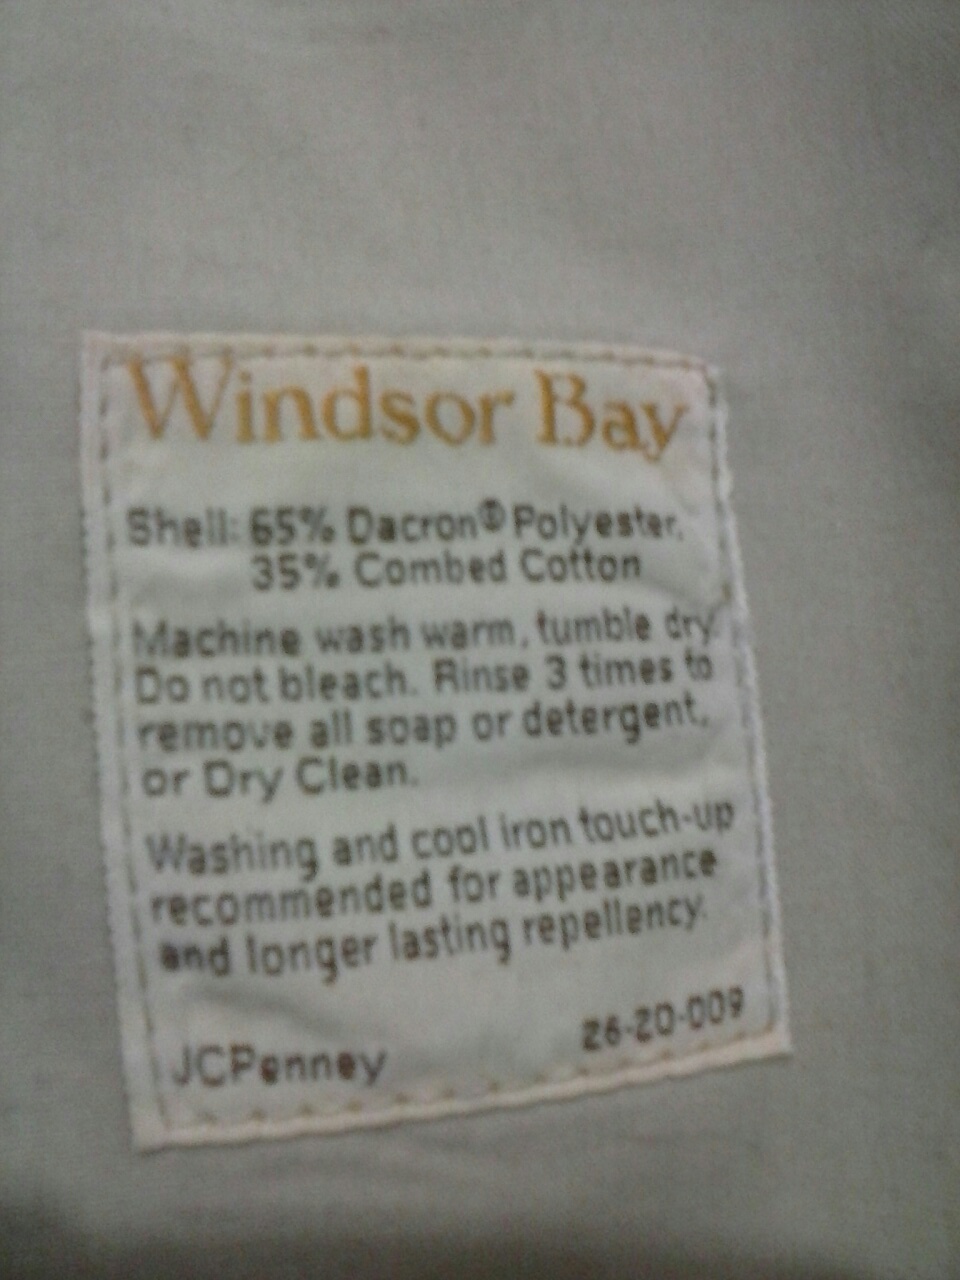 Windsor Bay
Shell: 65% Dacron® Polyester,
35% Combed Cotton
Machine wash warm, tumble dry.
Do not bleach. Rinse 3 times to
remove all soap or detergent,
or Dry Clean.
Washing and cool iron touch-up
recommended for appearance
and longer lasting repellency.
26-20-009
JCPenney